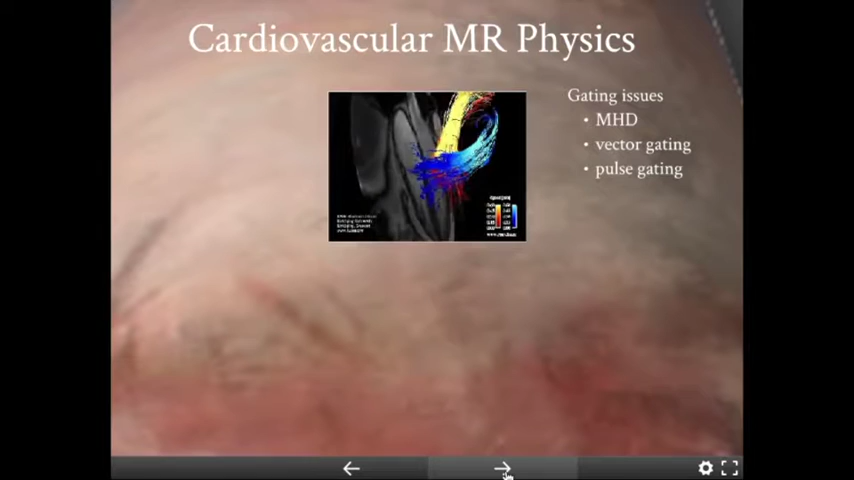 Cardiovascular MR Physics
Gating issues
• MHD
• vector gating
• pulse gating